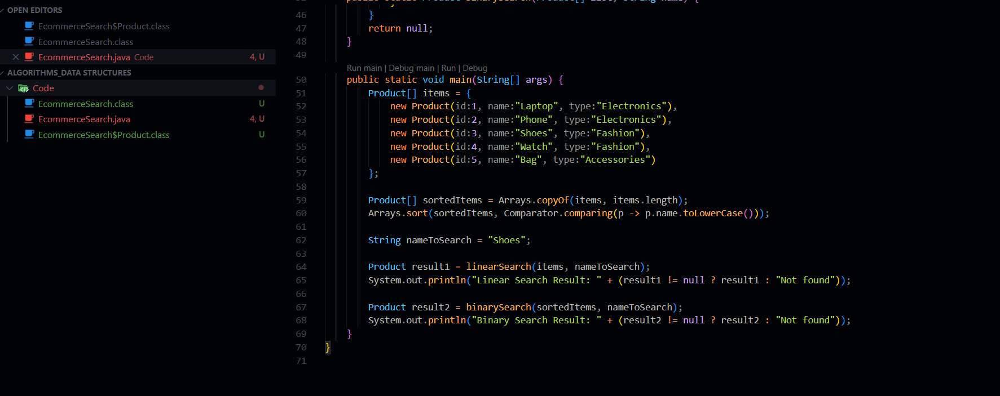 OPEN EDITORS
EcommerceSearch$Product.class
EcommerceSearch.class
EcommerceSearch.java Code 4, U
ALGORITHMS_DATA STRUCTURES
Code
EcommerceSearch.class U
EcommerceSearch.java 4, U
EcommerceSearch$Product.class U
46 }
47 return null;
48 }
49
Run main | Debug main | Run | Debug
50 public static void main(String[] args) {
51 Product[] items = {
52 new Product(id:1, name:"Laptop", type:"Electronics"),
53 new Product(id:2, name:"Phone", type:"Electronics"),
54 new Product(id:3, name:"Shoes", type:"Fashion"),
55 new Product(id:4, name:"Watch", type:"Fashion"),
56 new Product(id:5, name:"Bag", type:"Accessories")
57 };
58
59 Product[] sortedItems = Arrays.copyOf(items, items.length);
60 Arrays.sort(sortedItems, Comparator.comparing(p -> p.name.toLowerCase()));
61
62 String nameToSearch = "Shoes";
63
64 Product result1 = linearSearch(items, nameToSearch);
65 System.out.println("Linear Search Result: " + (result1 != null ? result1 : "Not found"));
66
67 Product result2 = binarySearch(sortedItems, nameToSearch);
68 System.out.println("Binary Search Result: " + (result2 != null ? result2 : "Not found"));
69 }
70 }
71